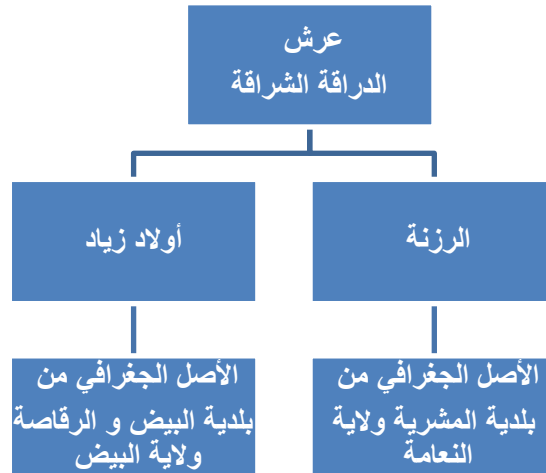 عرش
الدراقة الشراقة
الرزنة
أولاد زياد
الأصل الجغرافي من
بلدية المشرية ولاية
النعامة
الأصل الجغرافي من
بلدية البيض و الرقاصة
ولاية البيض